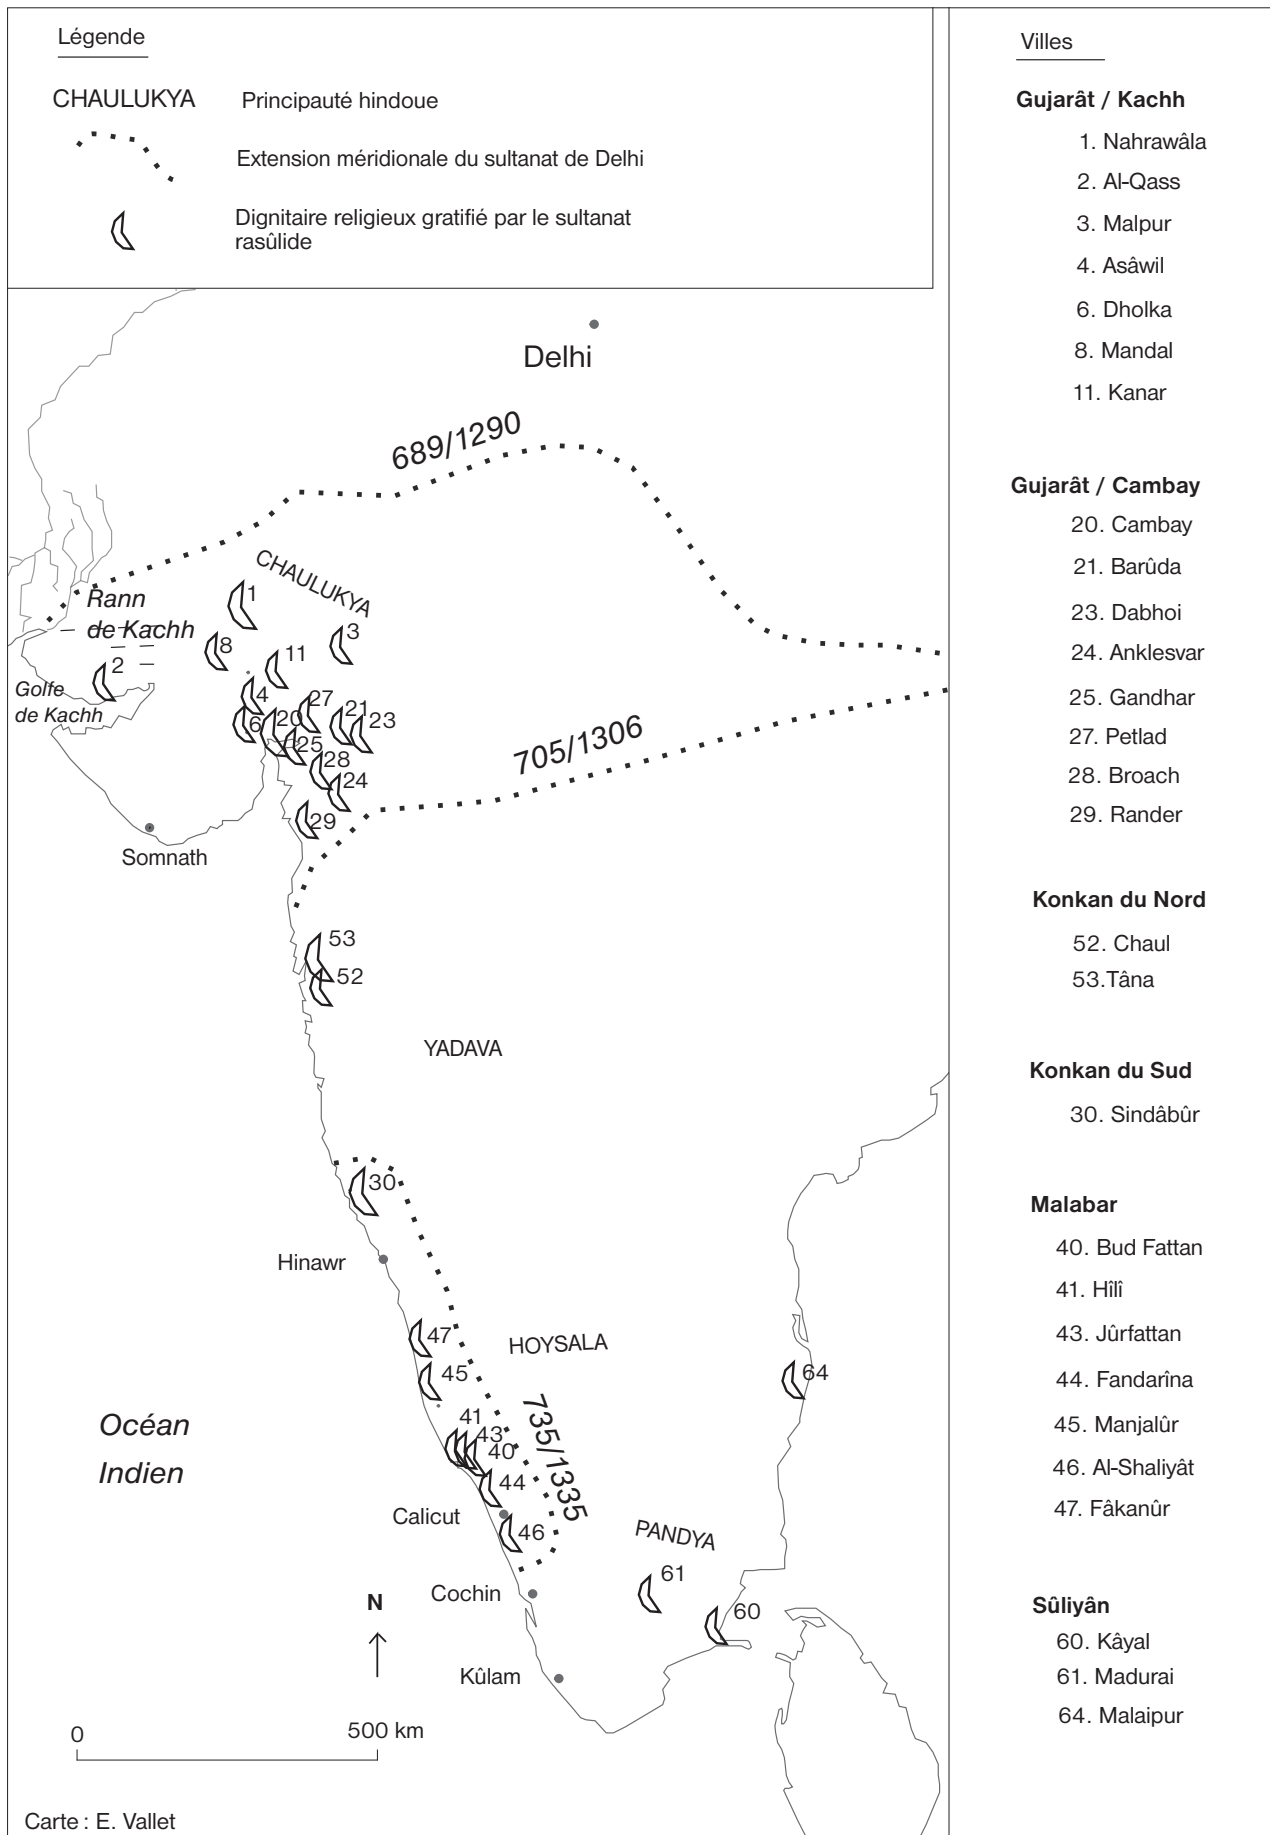 Légende
CHAULUKYA
Principauté hindoue
Extension méridionale du sultanat de Delhi
Dignitaire religieux gratifié par le sultanat
rasûlide
Delhi
689/1290
CHAULUKYA
Rann
de Kachh
1
8
3
11
2
Golfe
de Kachh
4
27
21
6
20
23
25
28
24
705/1306
29
Somnath
53
52
YADAVA
30
Hinawr
47
HOYSALA
45
64
41
43
40
735/1335
Océan
Indien
44
Calicut
46
PANDYA
61
Cochin
60
N
Kûlam
0
500 km
Carte : E. Vallet
Villes
Gujarât / Kachh
1. Nahrawâla
2. Al-Qass
3. Malpur
4. Asâwil
6. Dholka
8. Mandal
11. Kanar
Gujarât / Cambay
20. Cambay
21. Barûda
23. Dabhoi
24. Anklesvar
25. Gandhar
27. Petlad
28. Broach
29. Rander
Konkan du Nord
52. Chaul
53.Tâna
Konkan du Sud
30. Sindâbûr
Malabar
40. Bud Fattan
41. Hîlî
43. Jûrfattan
44. Fandarîna
45. Manjalûr
46. Al-Shaliyât
47. Fâkanûr
Sûliyân
60. Kâyal
61. Madurai
64. Malaipur